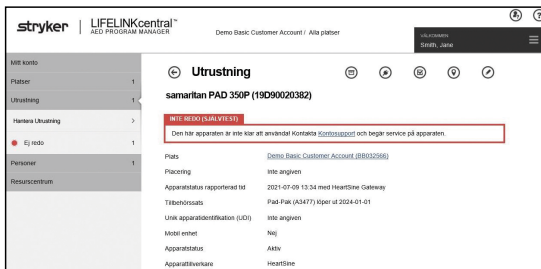 stryker
LIFELINKcentral™
AED PROGRAM MANAGER
Demo Basic Customer Account / Alla platser
VÄLKOMMEN
Smith, Jane
Mitt konto
Platser 1
Utrustning 1
Hantera Utrustning
Ej redo 1
Personer 1
Resurscentrum
Utrustning
samaritan PAD 350P (19D90020382)
INTE REDO (SJÄLVTEST)
Den här apparaten är inte klar att använda! Kontakta Kontosupport och begär service på apparaten.
Plats Demo Basic Customer Account (BB032566)
Placering Inte angiven
Apparatstatus rapporterad tid 2021-07-09 13:34 med HeartSine Gateway
Tillbehörssats Pad-Pak (A3477) löper ut 2024-01-01
Unik apparatidentifikation (UDI) Inte angiven
Mobil enhet Nej
Apparatstatus Aktiv
Apparattillverkare HeartSine